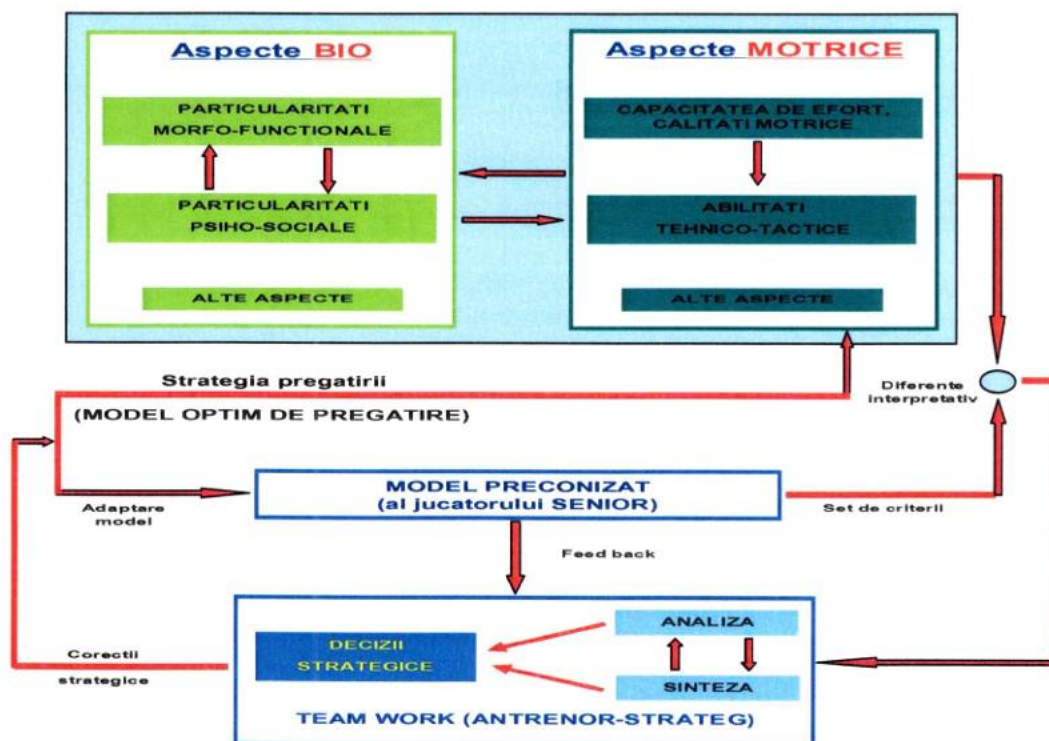 Aspecte BIO
PARTICULARITATI
MORFO-FUNCTIONALE
PARTICULARITATI
PSIHO-SOCIALE
ALTE ASPECTE
Aspecte MOTRICE
CAPACITATEA DE EFORT,
CALITATI MOTRICE
ABILITATI
TEHNICO-TACTICE
ALTE ASPECTE
Strategia pregatirii
(MODEL OPTIM DE PREGATIRE)
Diferente
interpretativ
Adaptare
model
MODEL PRECONIZAT
(al jucatorului SENIOR)
Set de criterii
Feed back
Corectii
strategice
DECIZII
STRATEGICE
ANALIZA
SINTEZA
TEAM WORK (ANTRENOR-STRATEG)